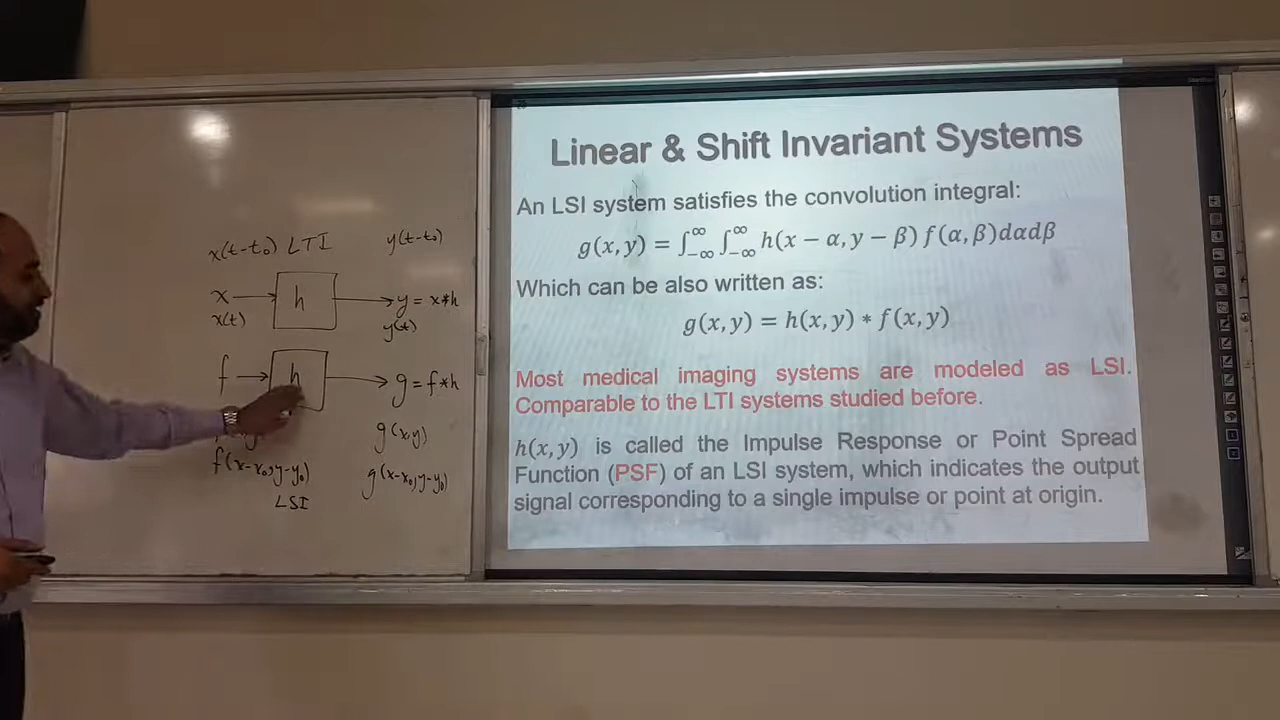 x(t-t₀) LTI y(t-t₀)
x h y = x*h
x(t) y(t)
f h g = f*h
g(x,y)
f(x-x₀,y-y₀) g(x-x₀,y-y₀)
LSI
Linear & Shift Invariant Systems
An LSI system satisfies the convolution integral:
g(x,y) = ∫_{-∞}^{∞} ∫_{-∞}^{∞} h(x − α, y − β) f(α,β)dαdβ
Which can be also written as:
g(x,y) = h(x,y) * f(x,y)
Most medical imaging systems are modeled as LSI.
Comparable to the LTI systems studied before.
h(x,y) is called the Impulse Response or Point Spread
Function (PSF) of an LSI system, which indicates the output
signal corresponding to a single impulse or point at origin.